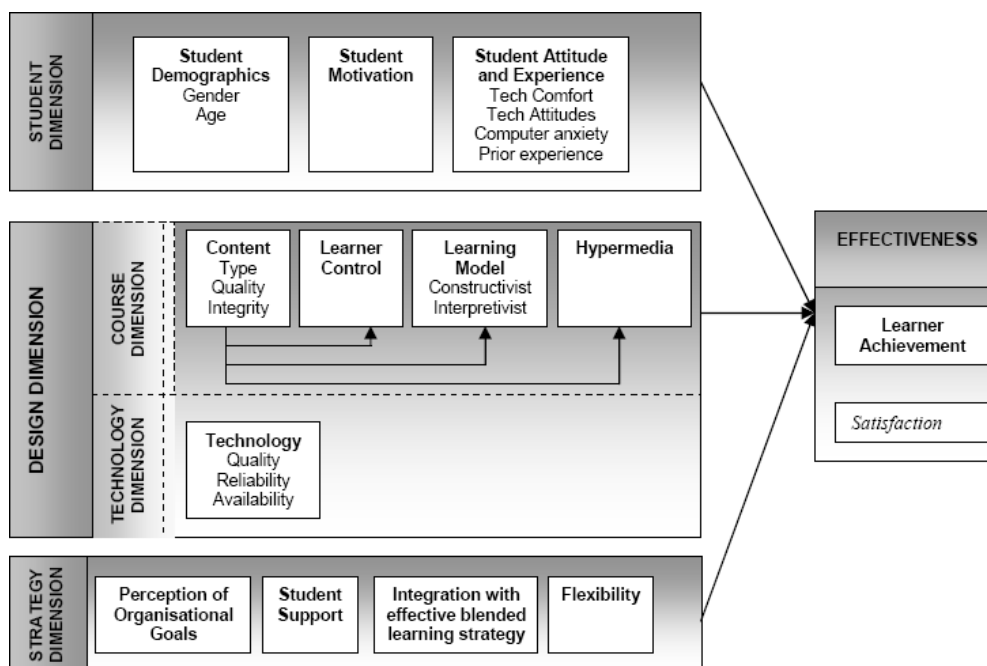 STUDENT
DIMENSION
Student
Demographics
Gender
Age
Student
Motivation
Student Attitude
and Experience
Tech Comfort
Tech Attitudes
Computer anxiety
Prior experience
DESIGN DIMENSION
COURSE
DIMENSION
Content
Type
Quality
Integrity
Learner
Control
Learning
Model
Constructivist
Interpretivist
Hypermedia
TECHNOLOGY
DIMENSION
Technology
Quality
Reliability
Availability
STRATEGY
DIMENSION
Perception of
Organisational
Goals
Student
Support
Integration with
effective blended
learning strategy
Flexibility
EFFECTIVENESS
Learner
Achievement
Satisfaction